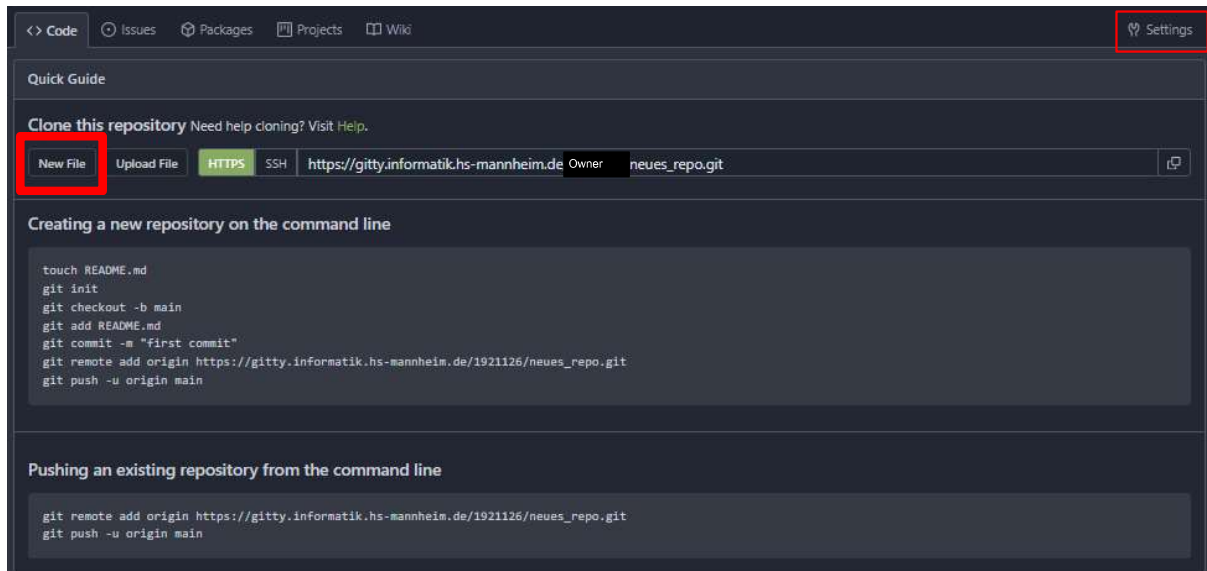 <> Code Issues Packages Projects Wiki Settings
Quick Guide
Clone this repository Need help cloning? Visit Help.
New File Upload File HTTPS SSH https://gitty.informatik.hs-mannheim.de Owner neues_repo.git
Creating a new repository on the command line
touch README.md
git init
git checkout -b main
git add README.md
git commit -m "first commit"
git remote add origin https://gitty.informatik.hs-mannheim.de/1921126/neues_repo.git
git push -u origin main
Pushing an existing repository from the command line
git remote add origin https://gitty.informatik.hs-mannheim.de/1921126/neues_repo.git
git push -u origin main